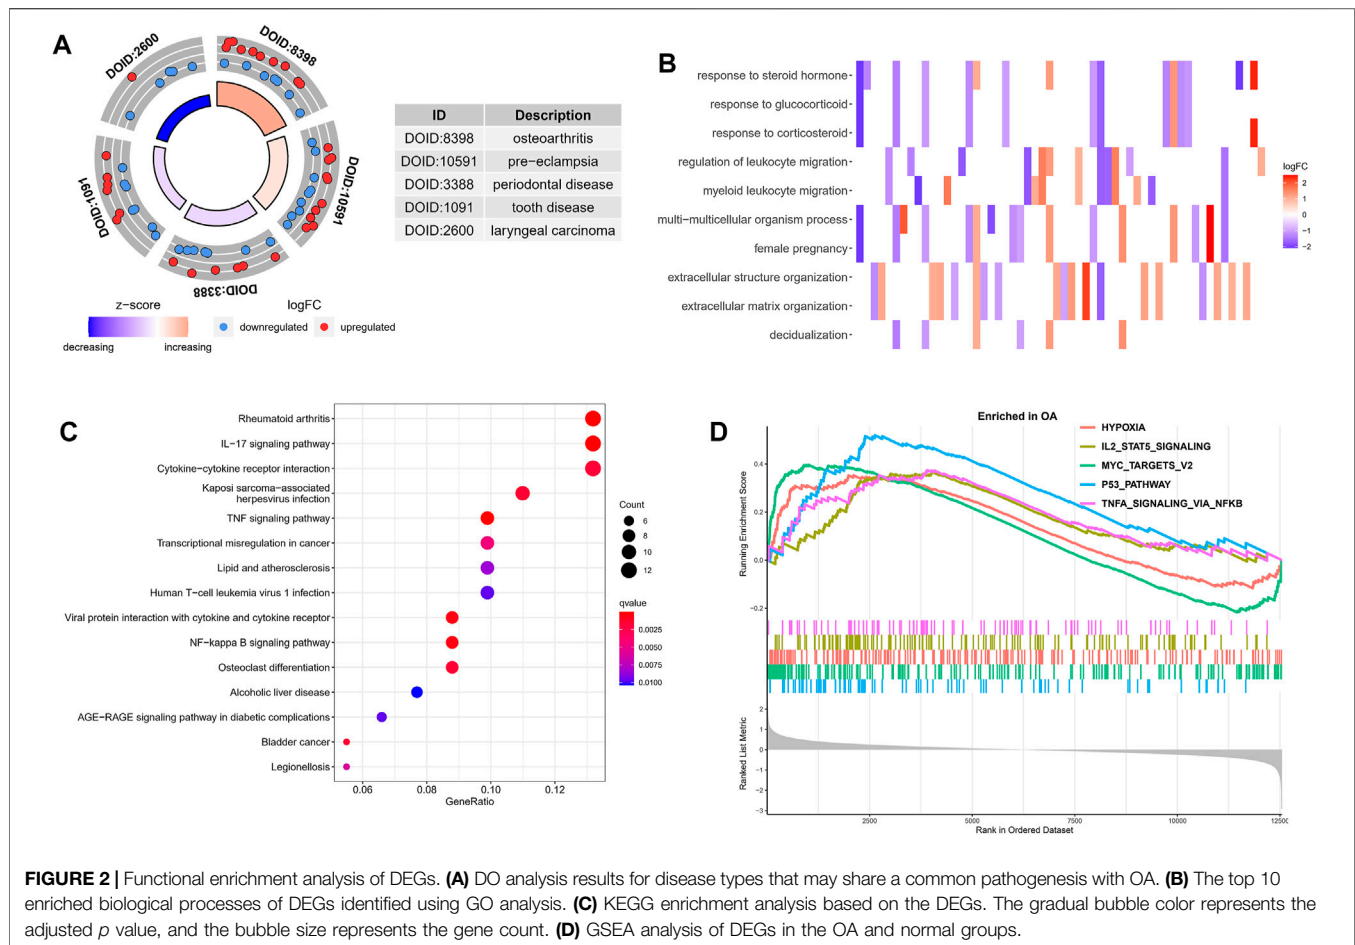 A
DOID:2600
DOID:8398
DOID:10591
DOID:3388
DOID:1091
z−score
decreasing
increasing
logFC
downregulated
upregulated
ID Description
DOID:8398 osteoarthritis
DOID:10591 pre−eclampsia
DOID:3388 periodontal disease
DOID:1091 tooth disease
DOID:2600 laryngeal carcinoma
B
response to steroid hormone
response to glucocorticoid
response to corticosteroid
regulation of leukocyte migration
myeloid leukocyte migration
multi−multicellular organism process
female pregnancy
extracellular structure organization
extracellular matrix organization
decidualization
logFC
2
1
0
−1
−2
C
Rheumatoid arthritis
IL−17 signaling pathway
Cytokine−cytokine receptor interaction
Kaposi sarcoma−associated
herpesvirus infection
TNF signaling pathway
Transcriptional misregulation in cancer
Lipid and atherosclerosis
Human T−cell leukemia virus 1 infection
Viral protein interaction with cytokine and cytokine receptor
NF−kappa B signaling pathway
Osteoclast differentiation
Alcoholic liver disease
AGE−RAGE signaling pathway in diabetic complications
Bladder cancer
Legionellosis
0.06 0.08 0.10 0.12
GeneRatio
Count
6
8
10
12
qvalue
0.0025
0.0050
0.0075
0.0100
D
Enriched in OA
HYPOXIA
IL2_STAT5_SIGNALING
MYC_TARGETS_V2
P53_PATHWAY
TNFA_SIGNALING_VIA_NFKB
Running Enrichment Score
0.4
0.2
0.0
−0.2
Ranked List Metric
2
1
0
−1
−2
−3
2500 5000 7500 10000 12500
Rank in Ordered Dataset
FIGURE 2 | Functional enrichment analysis of DEGs. (A) DO analysis results for disease types that may share a common pathogenesis with OA. (B) The top 10
enriched biological processes of DEGs identified using GO analysis. (C) KEGG enrichment analysis based on the DEGs. The gradual bubble color represents the
adjusted p value, and the bubble size represents the gene count. (D) GSEA analysis of DEGs in the OA and normal groups.